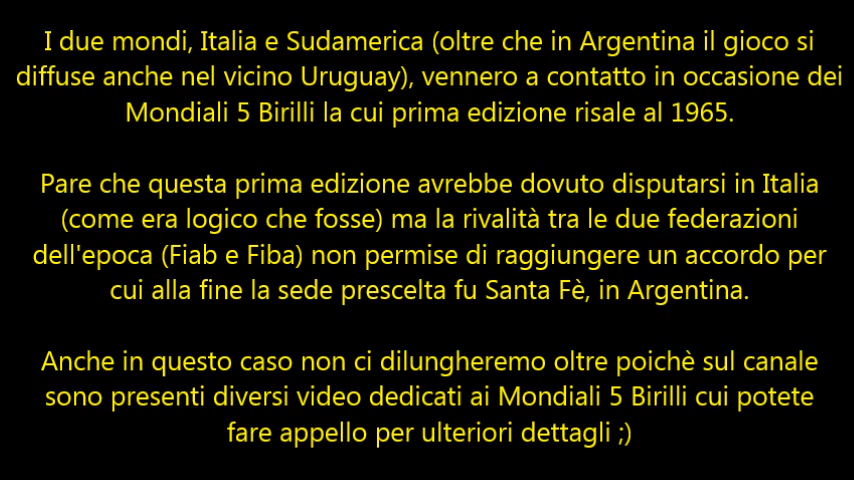 I due mondi, Italia e Sudamerica (oltre che in Argentina il gioco si
diffuse anche nel vicino Uruguay), vennero a contatto in occasione dei
Mondiali 5 Birilli la cui prima edizione risale al 1965.
Pare che questa prima edizione avrebbe dovuto disputarsi in Italia
(come era logico che fosse) ma la rivalità tra le due federazioni
dell'epoca (Fiab e Fiba) non permise di raggiungere un accordo per
cui alla fine la sede prescelta fu Santa Fè, in Argentina.
Anche in questo caso non ci dilungheremo oltre poichè sul canale
sono presenti diversi video dedicati ai Mondiali 5 Birilli cui potete
fare appello per ulteriori dettagli ;)